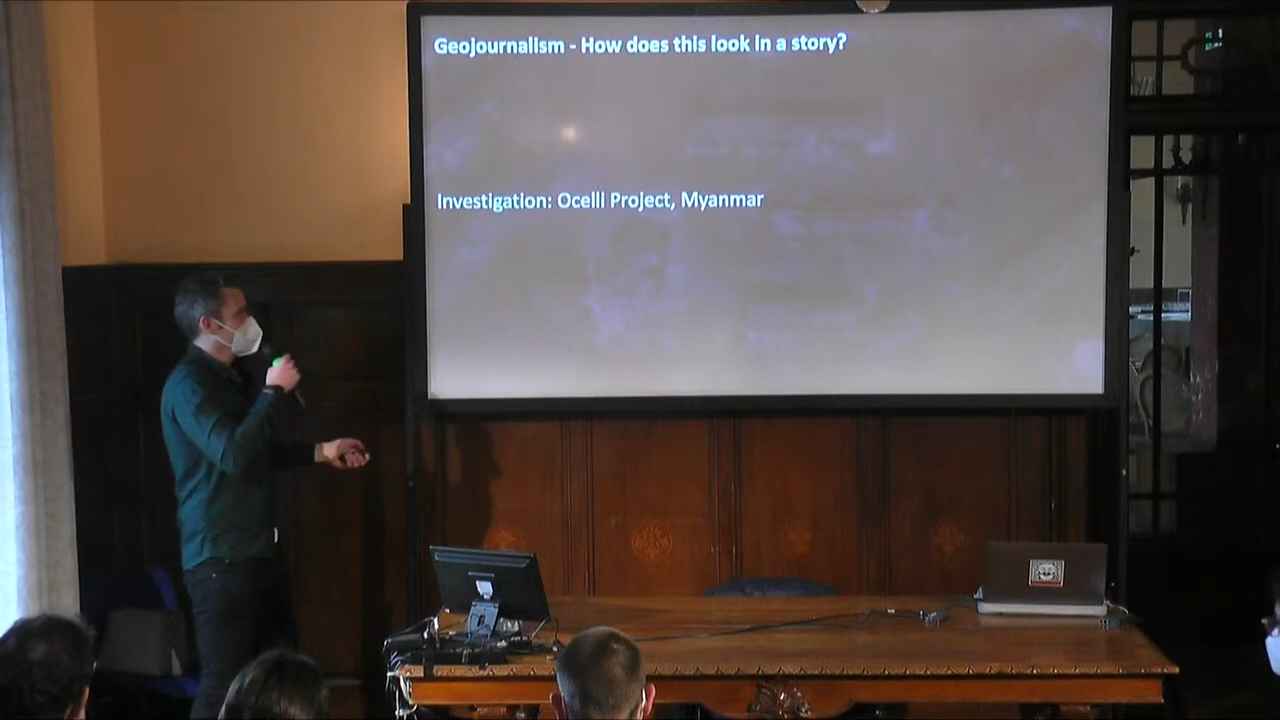 Geojournalism - How does this look in a story?
Investigation: Ocelli Project, Myanmar